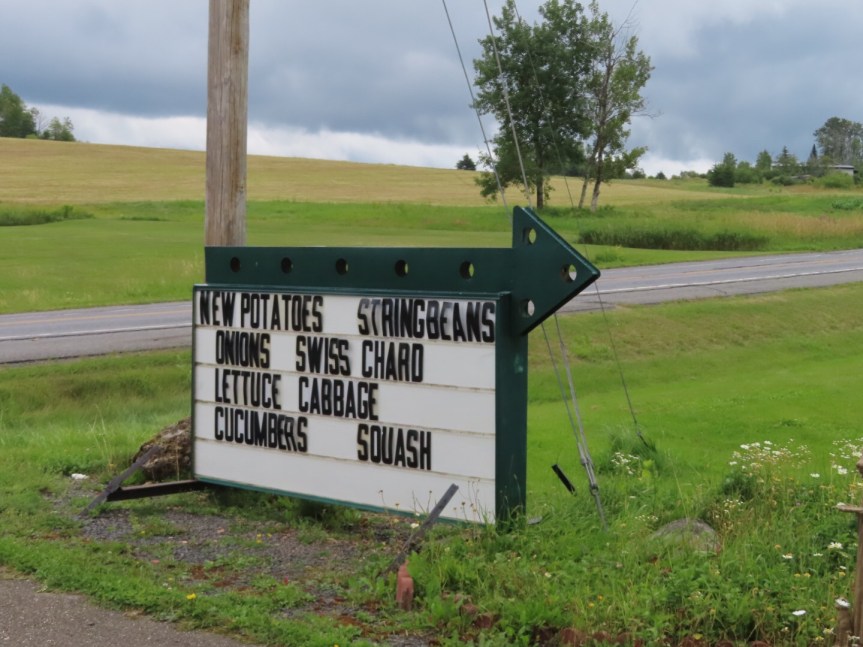 NEW POTATOES STRINGBEANS
ONIONS SWISS CHARD
LETTUCE CABBAGE
CUCUMBERS SQUASH